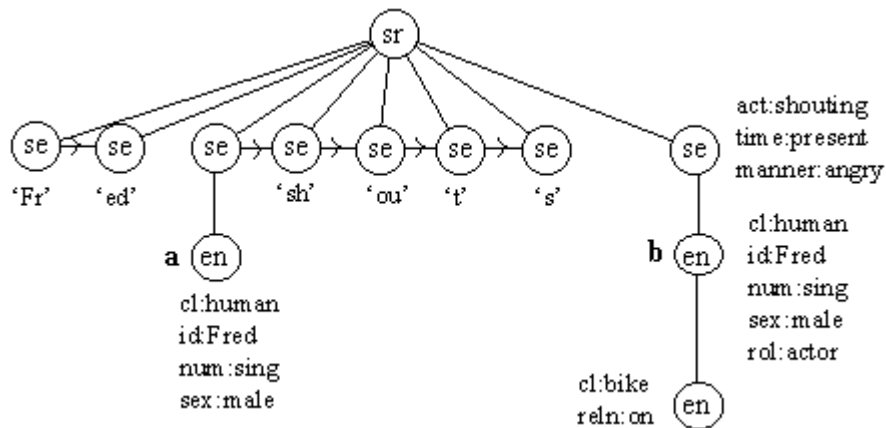 sr
act:shouting
time:present
manner:angry
se se se se se se se se
‘Fr’ ‘ed’ ‘sh’ ‘ou’ ‘t’ ‘s’
a en
cl:human
id:Fred
num:sing
sex:male
b en
cl:human
id:Fred
num:sing
sex:male
rol:actor
cl:bike
reln:on
en